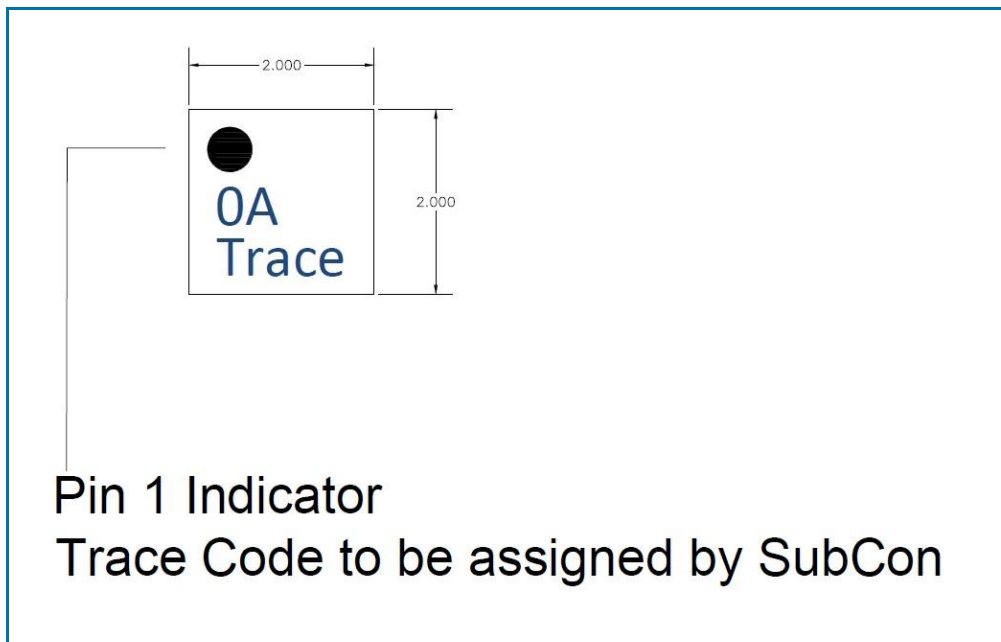 2.000
0A
Trace
2.000
Pin 1 Indicator
Trace Code to be assigned by SubCon